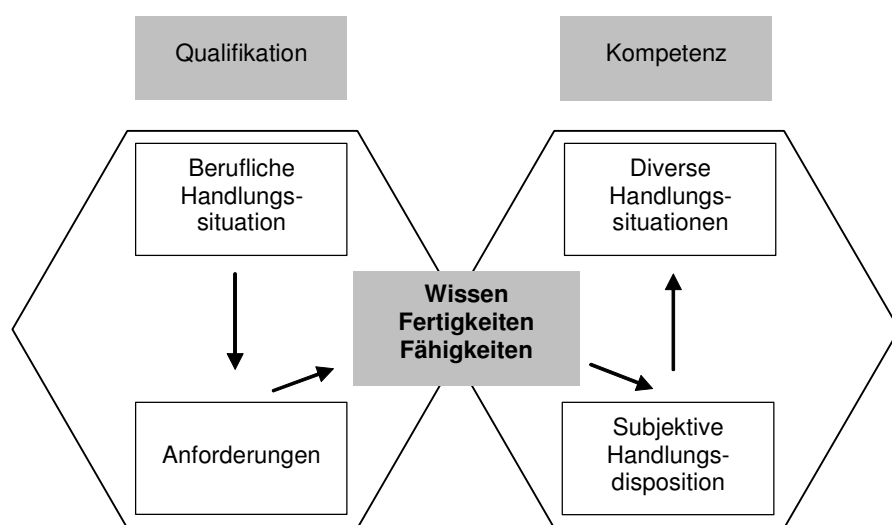 Qualifikation
Kompetenz
Berufliche
Handlungs-
situation
Diverse
Handlungs-
situationen
Wissen
Fertigkeiten
Fähigkeiten
Anforderungen
Subjektive
Handlungs-
disposition